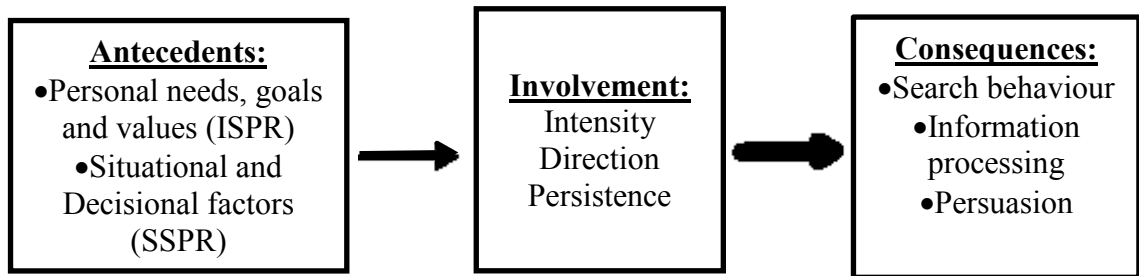 Antecedents:
•Personal needs, goals
and values (ISPR)
•Situational and
Decisional factors
(SSPR)
Involvement:
Intensity
Direction
Persistence
Consequences:
•Search behaviour
•Information
processing
•Persuasion